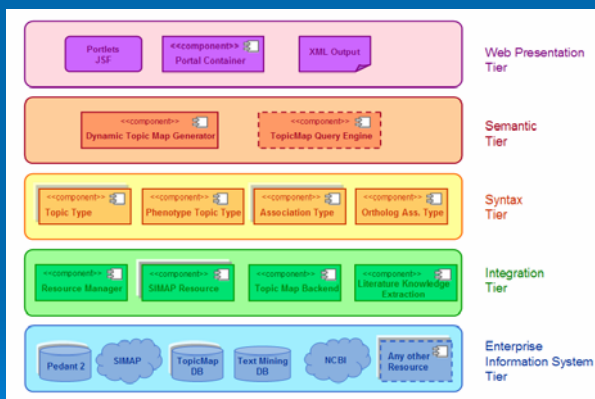 Portlets
JSF
<<component>>
Portal Container
XML Output
Web Presentation
Tier
<<component>>
Dynamic Topic Map Generator
<<component>>
TopicMap Query Engine
Semantic
Tier
<<component>>
Topic Type
<<component>>
Phenotype Topic Type
<<component>>
Association Type
<<component>>
Ortholog Ass. Type
Syntax
Tier
<<component>>
Resource Manager
<<component>>
SIMAP Resource
<<component>>
Topic Map Backend
<<component>>
Literature Knowledge
Extraction
Integration
Tier
Pedant 2
SIMAP
TopicMap
DB
Text Mining
DB
NCBI
Any other
Resource
Enterprise
Information System
Tier